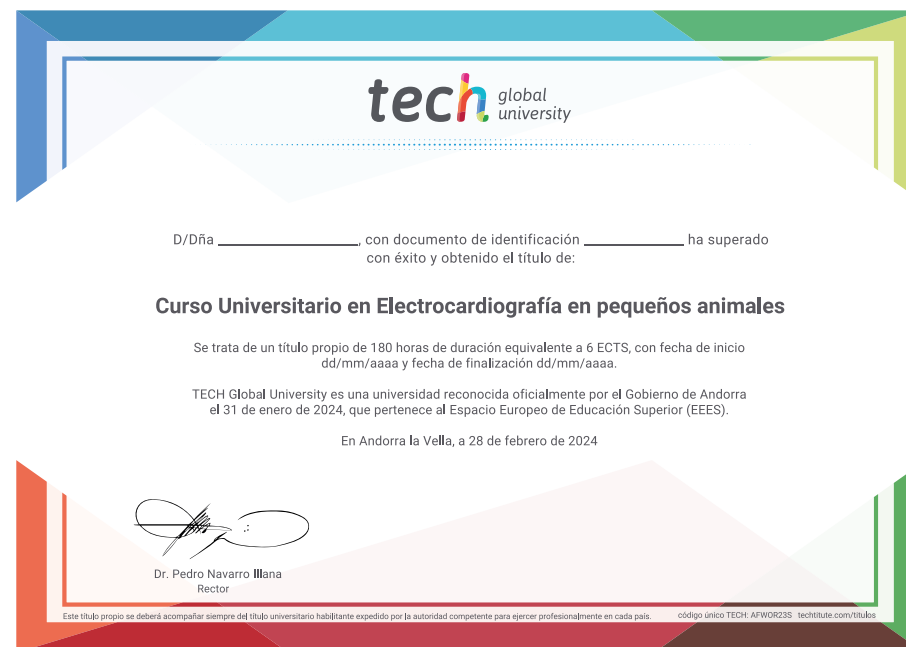 tech global university
D/Dña ____________________, con documento de identificación ______________ ha superado
con éxito y obtenido el título de:
Curso Universitario en Electrocardiografía en pequeños animales
Se trata de un título propio de 180 horas de duración equivalente a 6 ECTS, con fecha de inicio
dd/mm/aaaa y fecha de finalización dd/mm/aaaa.
TECH Global University es una universidad reconocida oficialmente por el Gobierno de Andorra
el 31 de enero de 2024, que pertenece al Espacio Europeo de Educación Superior (EEES).
En Andorra la Vella, a 28 de febrero de 2024
Dr. Pedro Navarro Illana
Rector
Este título propio se deberá acompañar siempre del título universitario habilitante expedido por la autoridad competente para ejercer profesionalmente en cada país. código único TECH: AFWOR23S techtitute.com/titulos